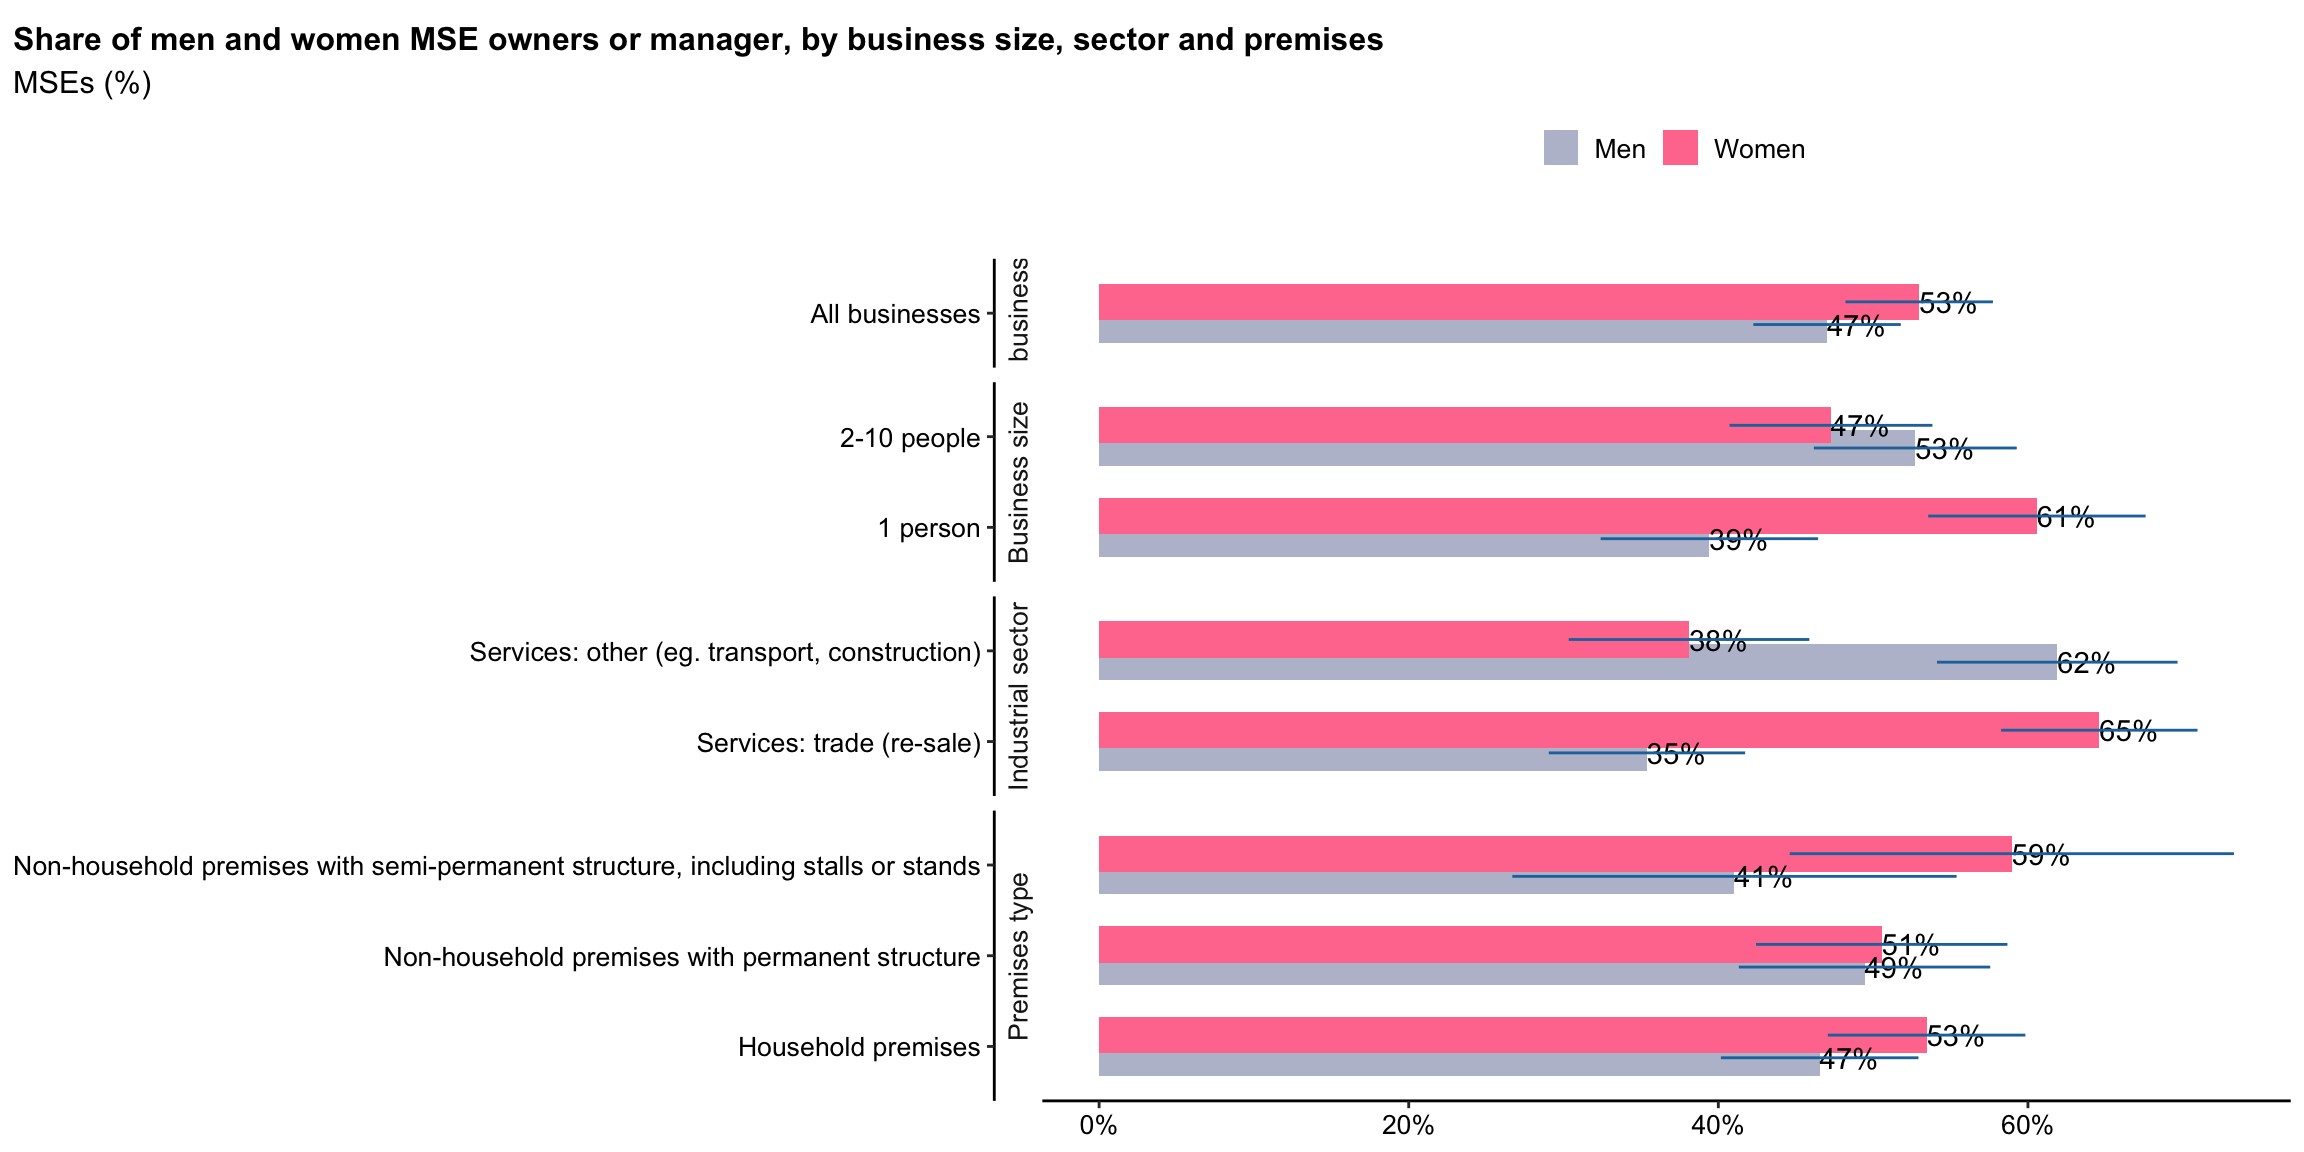 Share of men and women MSE owners or manager, by business size, sector and premises
MSEs (%)
Men
Women
business
All businesses
53%
47%
Business size
2-10 people
47%
53%
1 person
61%
39%
Industrial sector
Services: other (eg. transport, construction)
38%
62%
Services: trade (re-sale)
65%
35%
Premises type
Non-household premises with semi-permanent structure, including stalls or stands
59%
41%
Non-household premises with permanent structure
51%
49%
Household premises
53%
47%
0%
20%
40%
60%